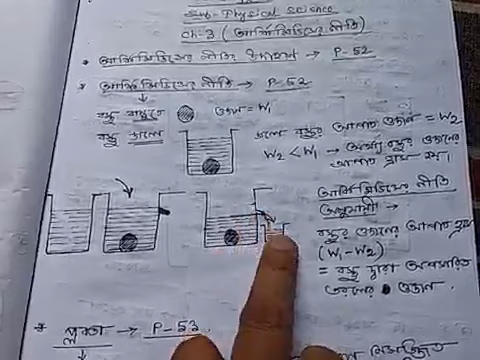 Sub- Physical Science
Ch-3 ( আর্কিমিডিসের নীতি )
* আর্কিমিডিসের নীতির উদাহরণ → P-52
* আর্কিমিডিসের নীতি → P-52
বস্তু বায়ুতে ওজন = W₁
বস্তু জলে
জলে বস্তুর আপাত ওজন = W₂
W₂ < W₁ → অর্থাৎ বস্তুর ওজনের
আপাত হ্রাস হয়।
আর্কিমিডিসের নীতি
অনুযায়ী →
বস্তুর ওজনের আপাত হ্রাস
(W₁-W₂)
= বস্তু দ্বারা অপসারিত
তরলের ওজন.
* প্লবতা → P-53